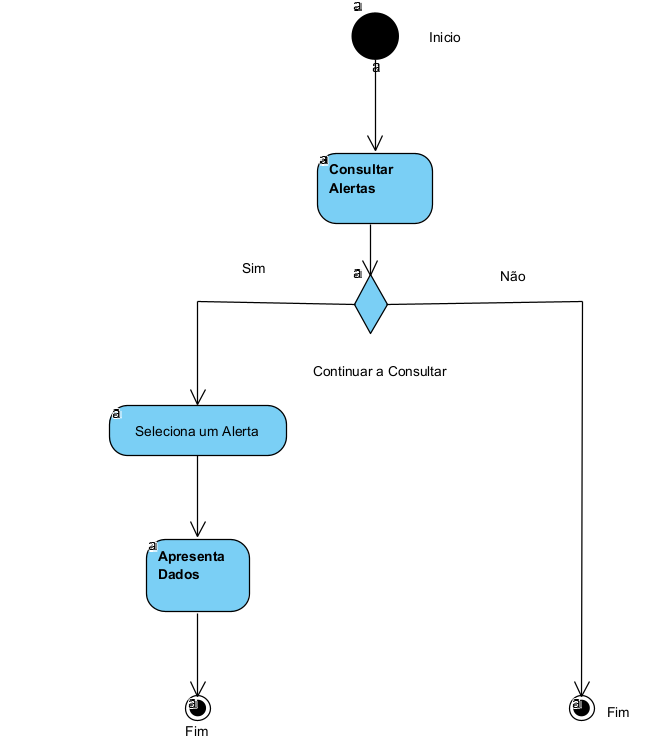 a
Inicio
a
a
Consultar
Alertas
Sim
a
Não
Continuar a Consultar
a
Seleciona um Alerta
a
Apresenta
Dados
a
Fim
a
Fim